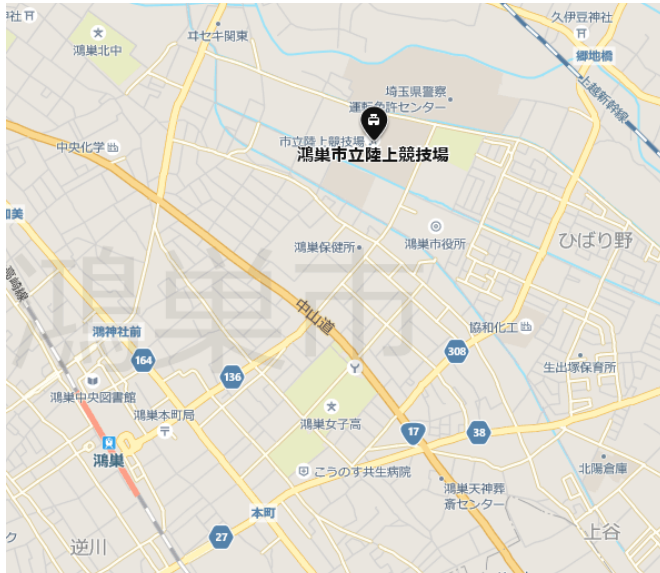 神社
ヰセキ関東
久伊豆神社
鴻巣北中
郷地橋
上越新幹線
埼玉県警察
運転免許センター
中央化学
市立陸上競技場
鴻巣市立陸上競技場
和美
鴻巣保健所
鴻巣市役所
ひばり野
高崎線
鴻巣市
中山道
鴻神社前
164
協和化工
308
136
生出塚保育所
鴻巣中央図書館
鴻巣本町局
鴻巣女子高
17
38
鴻巣
こうのす共生病院
北陽倉庫
鴻巣天神葬
斎センター
本町
27
上谷
ク
逆川